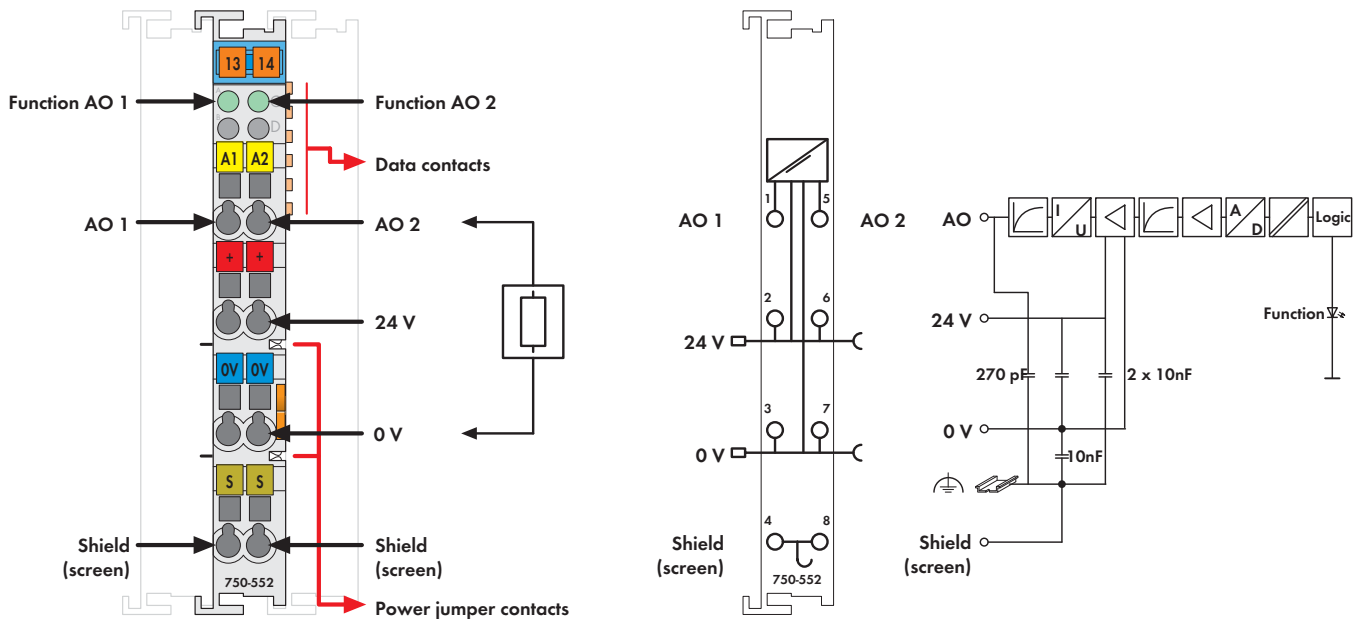 13 14
Function AO 1
A
C
Function AO 2
B
D
A1 A2
Data contacts
AO 1
AO 2
+ +
24 V
0V 0V
0 V
S S
Shield
(screen)
Shield
(screen)
750-552
Power jumper contacts
1
5
AO 1
AO 2
2
6
24 V
3
7
0 V
4
8
Shield
(screen)
750-552
AO
I
U
A
D
Logic
24 V
Function
270 pF
2 x 10nF
0 V
10nF
Shield
(screen)